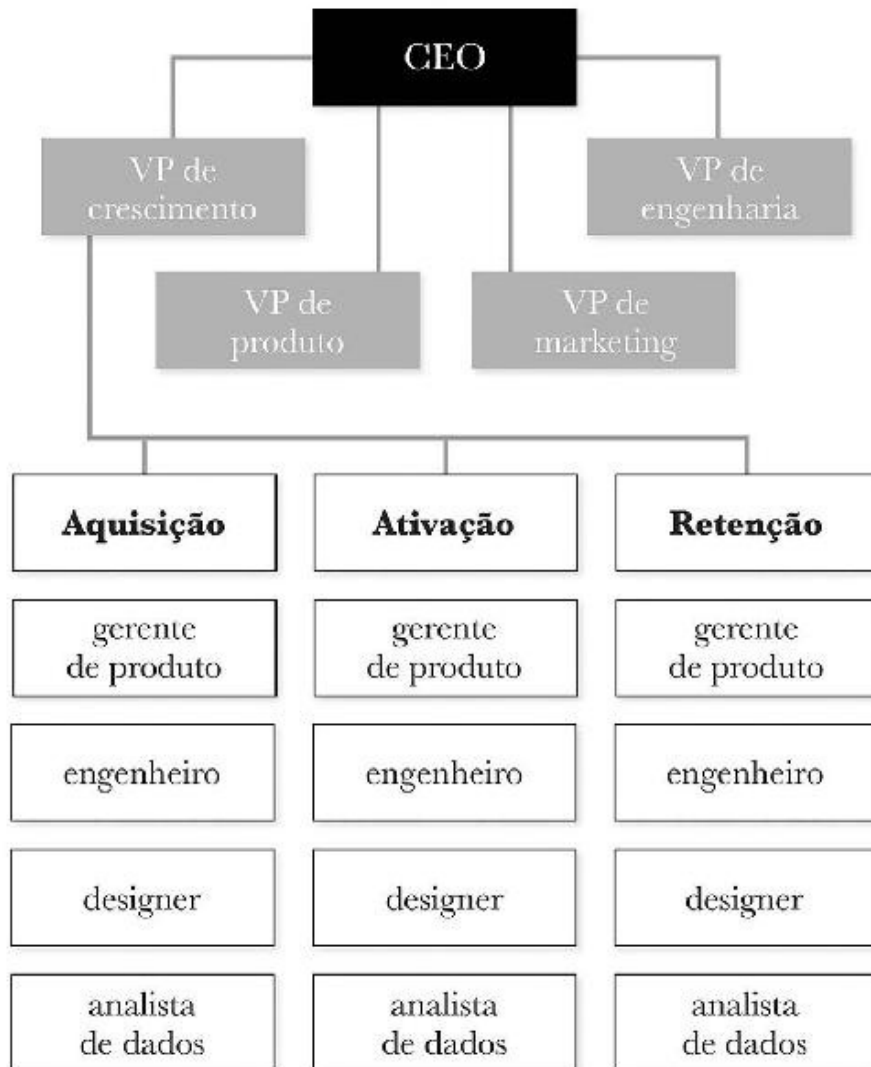 CEO
VP de
crescimento
VP de
engenharia
VP de
produto
VP de
marketing
Aquisição
Ativação
Retenção
gerente
de produto
gerente
de produto
gerente
de produto
engenheiro
engenheiro
engenheiro
designer
designer
designer
analista
de dados
analista
de dados
analista
de dados